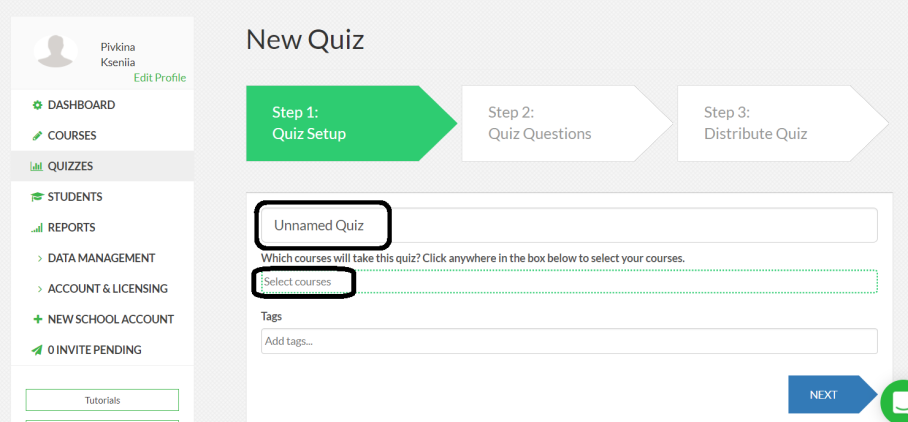 Pivkina
Kseniia
Edit Profile
DASHBOARD
COURSES
QUIZZES
STUDENTS
REPORTS
DATA MANAGEMENT
ACCOUNT & LICENSING
NEW SCHOOL ACCOUNT
0 INVITE PENDING
Tutorials
New Quiz
Step 1:
Quiz Setup
Step 2:
Quiz Questions
Step 3:
Distribute Quiz
Unnamed Quiz
Which courses will take this quiz? Click anywhere in the box below to select your courses.
Select courses
Tags
Add tags...
NEXT